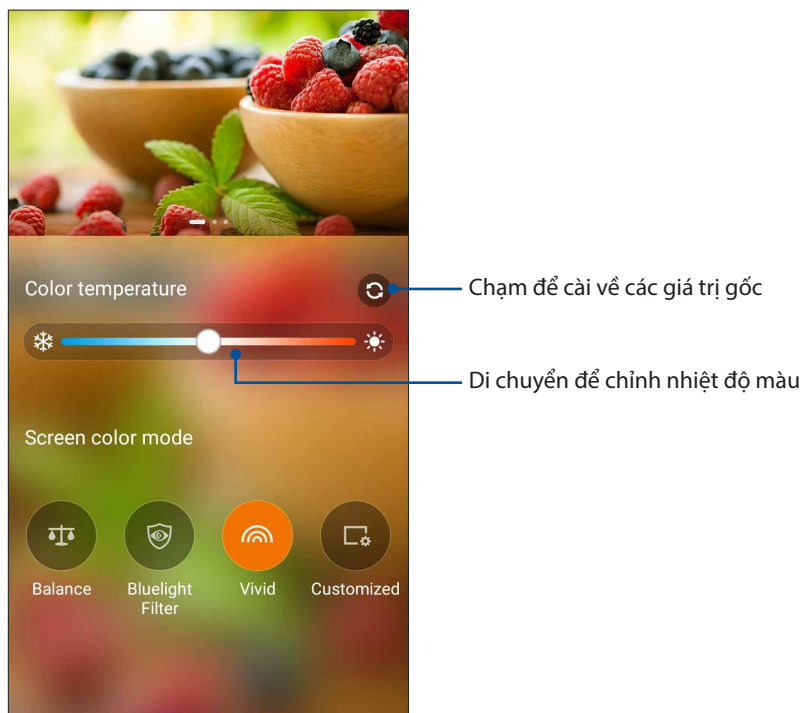 Color temperature
Chạm để cài về các giá trị gốc
Di chuyển để chỉnh nhiệt độ màu
Screen color mode
Balance
Bluelight
Filter
Vivid
Customized